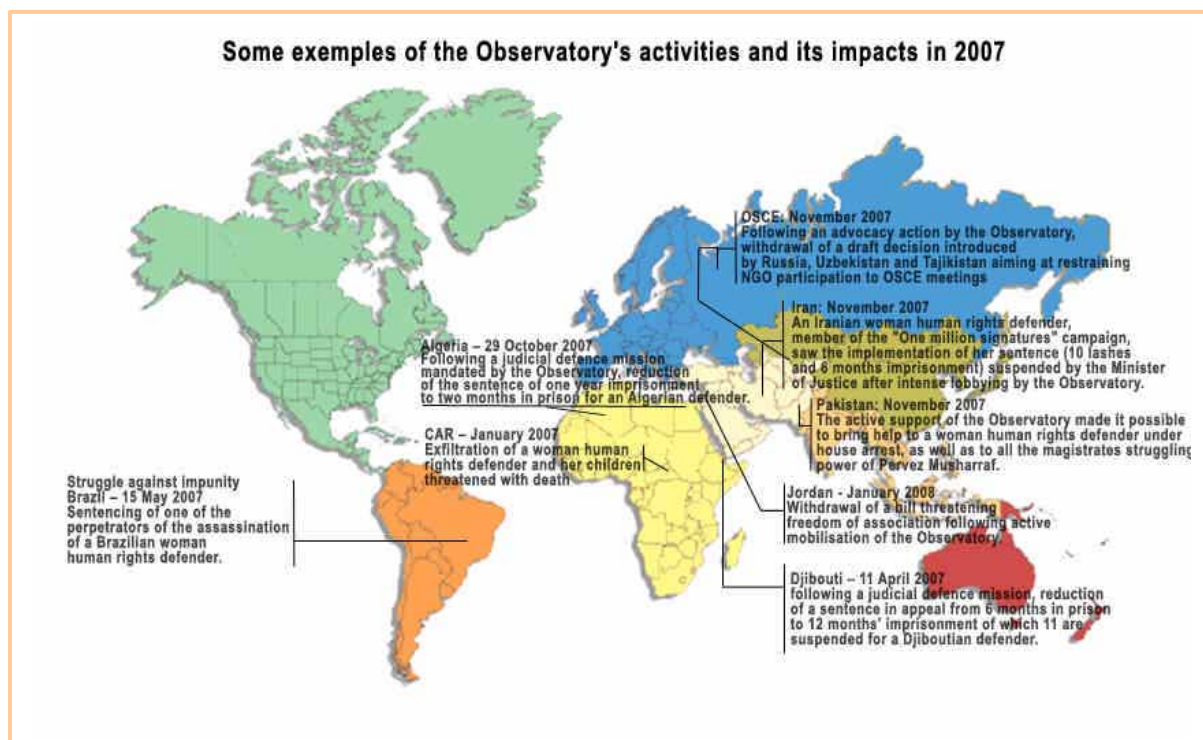 Some exemples of the Observatory's activities and its impacts in 2007
OSCE: November 2007
Following an advocacy action by the Observatory,
withdrawal of a draft decision introduced
by Russia, Uzbekistan and Tajikistan aiming at restraining
NGO participation to OSCE meetings
Iran: November 2007
An Iranian woman human rights defender,
member of the "One million signatures" campaign,
saw the implementation of her sentence (10 lashes
and 6 months imprisonment) suspended by the Minister
of Justice after intense lobbying by the Observatory.
Algeria – 29 October 2007
Following a judicial defence mission
mandated by the Observatory, reduction
of the sentence of one year imprisonment
to two months in prison for an Algerian defender.
Pakistan: November 2007
The active support of the Observatory made it possible
to bring help to a woman human rights defender under
house arrest, as well as to all the magistrates struggling
power of Pervez Musharraf.
CAR – January 2007
Exfiltration of a woman human
rights defender and her children
threatened with death
Struggle against impunity
Brazil – 15 May 2007
Sentencing of one of the
perpetrators of the assassination
of a Brazilian woman
human rights defender.
Jordan - January 2008
Withdrawal of a bill threatening
freedom of association following active
mobilisation of the Observatory.
Djibouti – 11 April 2007
following a judicial defence mission, reduction
of a sentence in appeal from 6 months in prison
to 12 months' imprisonment of which 11 are
suspended for a Djiboutian defender.